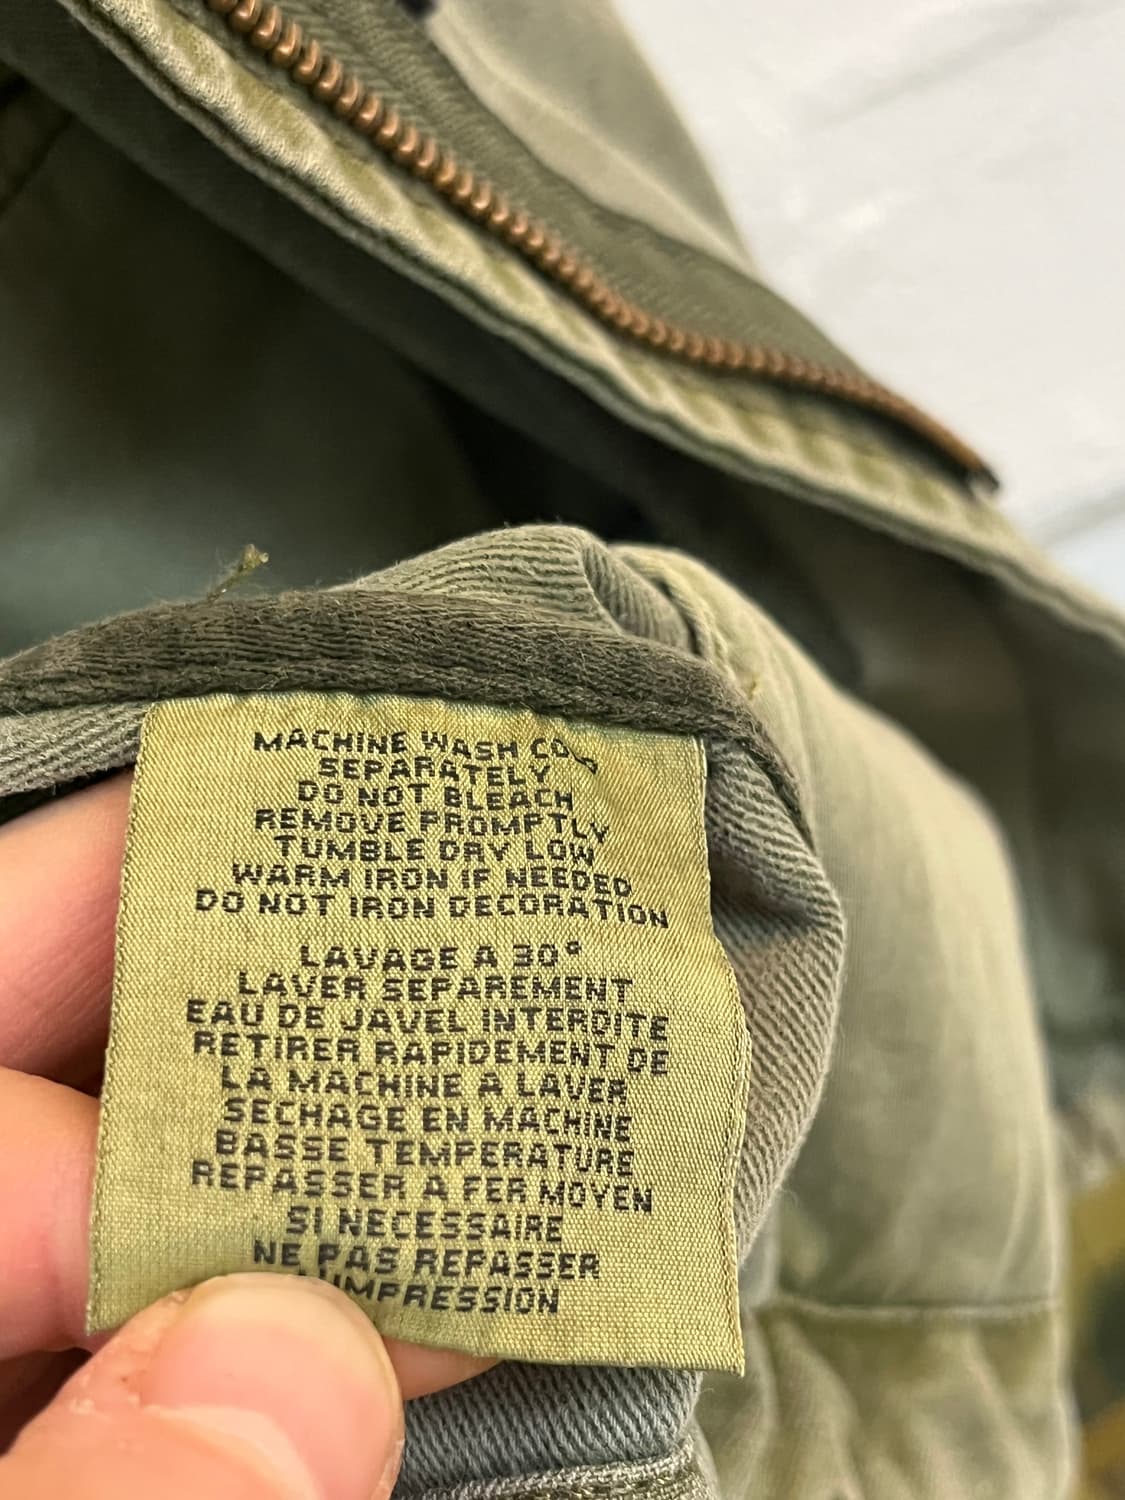 MACHINE WASH
SEPARATELY
DO NOT BLEACH
REMOVE PROMPTLY
TUMBLE DRY LOW
WARM IRON IF NEEDED
DO NOT IRON DECORATION
LAVAGE A 30°
LAVER SEPAREMENT
EAU DE JAVEL INTERDITE
RETIRER RAPIDEMENT DE
LA MACHINE A LAVER
SECHAGE EN MACHINE
BASSE TEMPERATURE
REPASSER A FER MOYEN
SI NECESSAIRE
NE PAS REPASSER
L'IMPRESSION